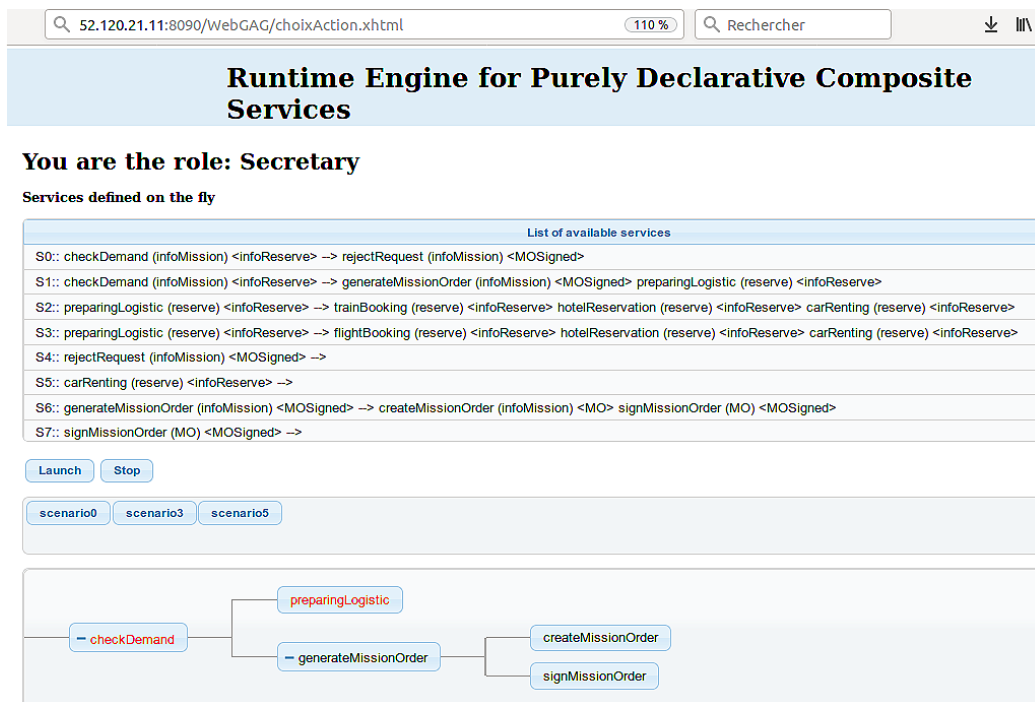 52.120.21.11:8090/WebGAG/choixAction.xhtml 110 % Rechercher
Runtime Engine for Purely Declarative Composite
Services
You are the role: Secretary
Services defined on the fly
List of available services
S0:: checkDemand (infoMission) <infoReserve> --> rejectRequest (infoMission) <MOSigned>
S1:: checkDemand (infoMission) <infoReserve> --> generateMissionOrder (infoMission) <MOSigned> preparingLogistic (reserve) <infoReserve>
S2:: preparingLogistic (reserve) <infoReserve> --> trainBooking (reserve) <infoReserve> hotelReservation (reserve) <infoReserve> carRenting (reserve) <infoReserve>
S3:: preparingLogistic (reserve) <infoReserve> --> flightBooking (reserve) <infoReserve> hotelReservation (reserve) <infoReserve> carRenting (reserve) <infoReserve>
S4:: rejectRequest (infoMission) <MOSigned> -->
S5:: carRenting (reserve) <infoReserve> -->
S6:: generateMissionOrder (infoMission) <MOSigned> --> createMissionOrder (infoMission) <MO> signMissionOrder (MO) <MOSigned>
S7:: signMissionOrder (MO) <MOSigned> -->
Launch Stop
scenario0 scenario3 scenario5
preparingLogistic
checkDemand
generateMissionOrder
createMissionOrder
signMissionOrder